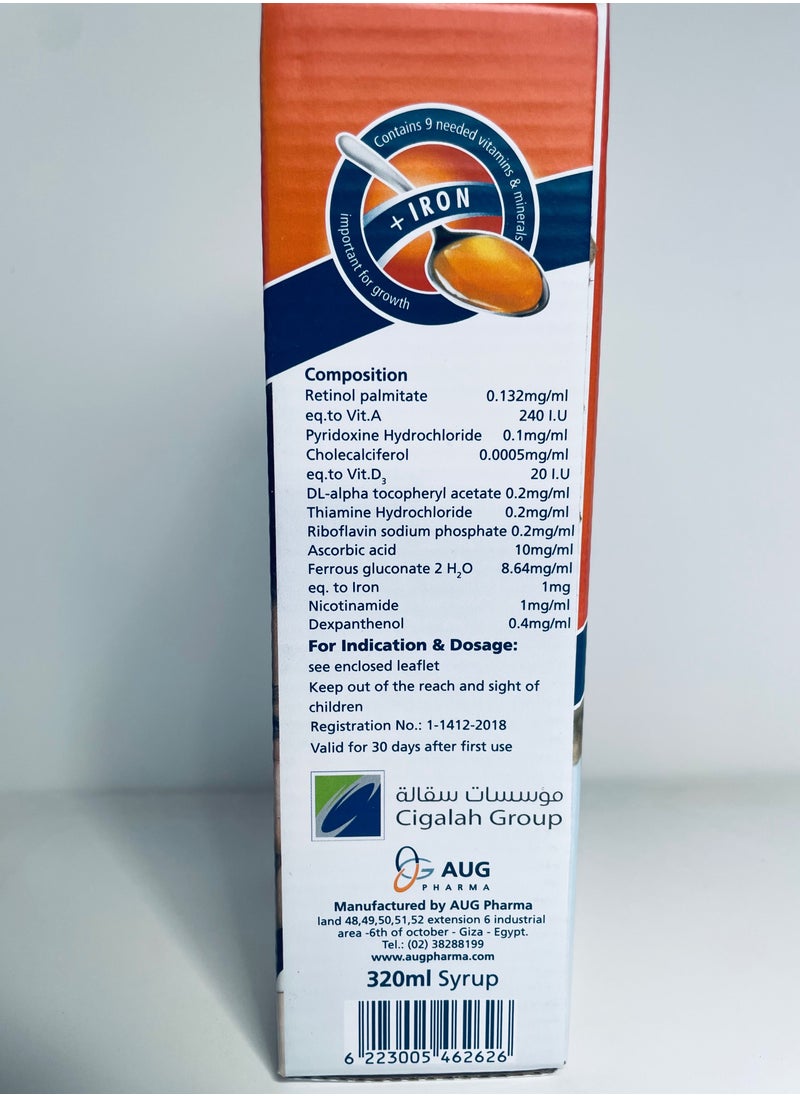 Contains 9 needed vitamins & minerals
+ IRON
important for growth
Composition
Retinol palmitate 0.132mg/ml
eq.to Vit.A 240 I.U
Pyridoxine Hydrochloride 0.1mg/ml
Cholecalciferol 0.0005mg/ml
eq.to Vit.D₃ 20 I.U
DL-alpha tocopheryl acetate 0.2mg/ml
Thiamine Hydrochloride 0.2mg/ml
Riboflavin sodium phosphate 0.2mg/ml
Ascorbic acid 10mg/ml
Ferrous gluconate 2 H₂O 8.64mg/ml
eq. to Iron 1mg
Nicotinamide 1mg/ml
Dexpanthenol 0.4mg/ml
For Indication & Dosage:
see enclosed leaflet
Keep out of the reach and sight of
children
Registration No.: 1-1412-2018
Valid for 30 days after first use
مؤسسات سقالة
Cigalah Group
AUG
PHARMA
Manufactured by AUG Pharma
land 48,49,50,51,52 extension 6 industrial
area -6th of october - Giza - Egypt.
Tel.: (02) 38288199
www.augpharma.com
320ml Syrup
6 223005 462626